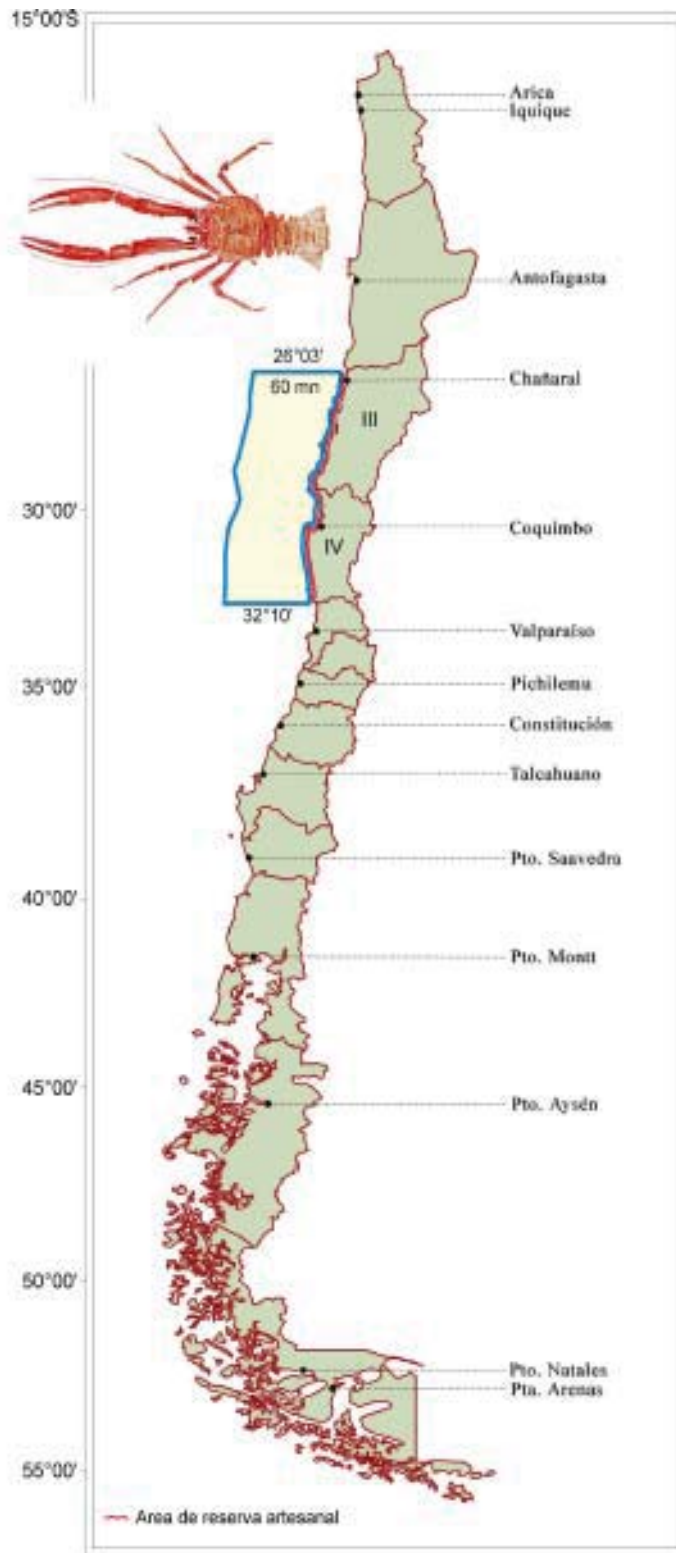 15°00'S
Arica
Iquique
Antofagasta
26°03'
60 mn
Chañaral
III
30°00'
Coquimbo
IV
32°10'
Valparaíso
35°00'
Pichilemu
Constitución
Talcahuano
Pto. Saavedra
40°00'
Pto. Montt
45°00'
Pto. Aysén
50°00'
Pto. Natales
Pta. Arenas
55°00'
Area de reserva artesanal